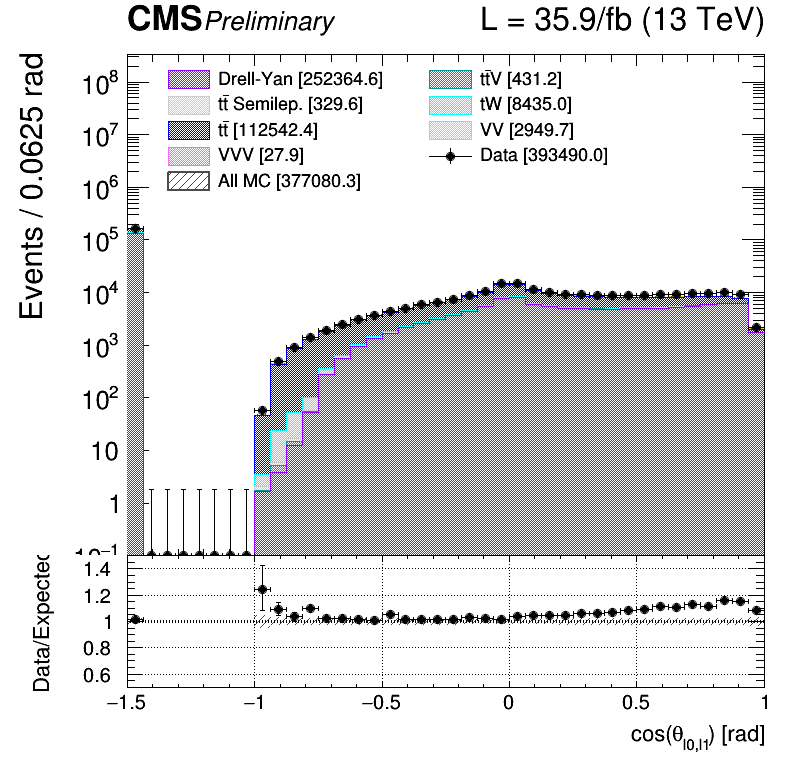 CMS Preliminary L = 35.9/fb (13 TeV)
Events / 0.0625 rad
Drell-Yan [252364.6]
tt̄ Semilep. [329.6]
tt̄ [112542.4]
VVV [27.9]
All MC [377080.3]
tt̄V [431.2]
tW [8435.0]
VV [2949.7]
Data [393490.0]
10⁸
10⁷
10⁶
10⁵
10⁴
10³
10²
10
1
10⁻¹
Data/Expected
1.4
1.2
1
0.8
0.6
−1.5 −1 −0.5 0 0.5 1
cos(θ_{l0,l1}) [rad]